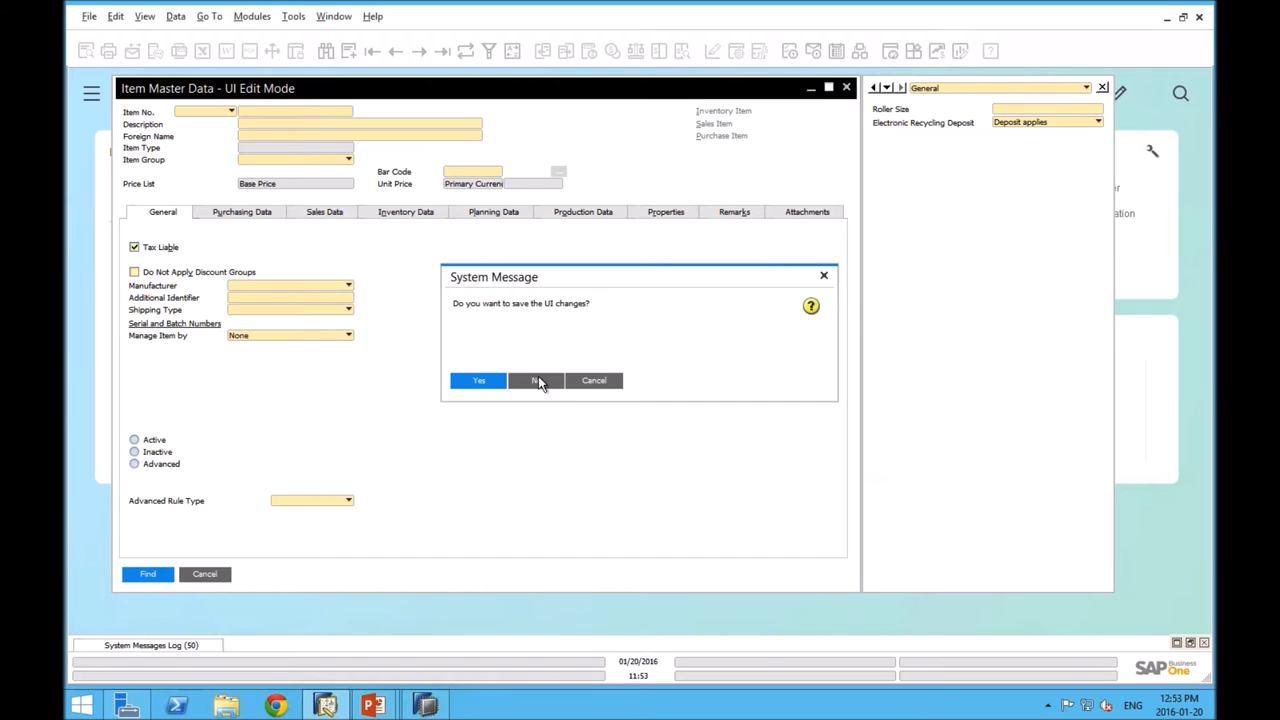 File Edit View Data Go To Modules Tools Window Help
Item Master Data - UI Edit Mode
General
Item No.
Inventory Item
Roller Size
Description
Sales Item
Electronic Recycling Deposit Deposit applies
Foreign Name
Purchase Item
Item Type
Item Group
Bar Code
Price List Base Price Unit Price Primary Curren
General Purchasing Data Sales Data Inventory Data Planning Data Production Data Properties Remarks Attachments
Tax Liable
Do Not Apply Discount Groups
Manufacturer
Additional Identifier
Shipping Type
Serial and Batch Numbers
Manage Item by None
System Message
Do you want to save the UI changes?
?
Yes Cancel
Active
Inactive
Advanced
Advanced Rule Type
Find Cancel
System Messages Log (50)
01/20/2016
11:53
SAP Business One
ENG
12:53 PM
2016-01-20